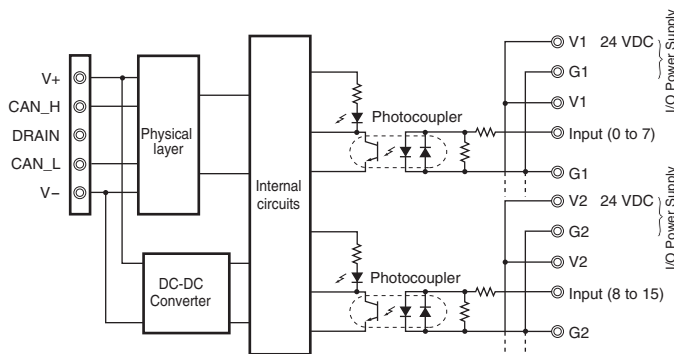 V+
CAN_H
DRAIN
CAN_L
V−
Physical
layer
DC-DC
Converter
Internal
circuits
Photocoupler
V1 24 VDC
G1
V1
Input (0 to 7)
G1
I/O Power Supply
Photocoupler
V2 24 VDC
G2
V2
Input (8 to 15)
G2
I/O Power Supply